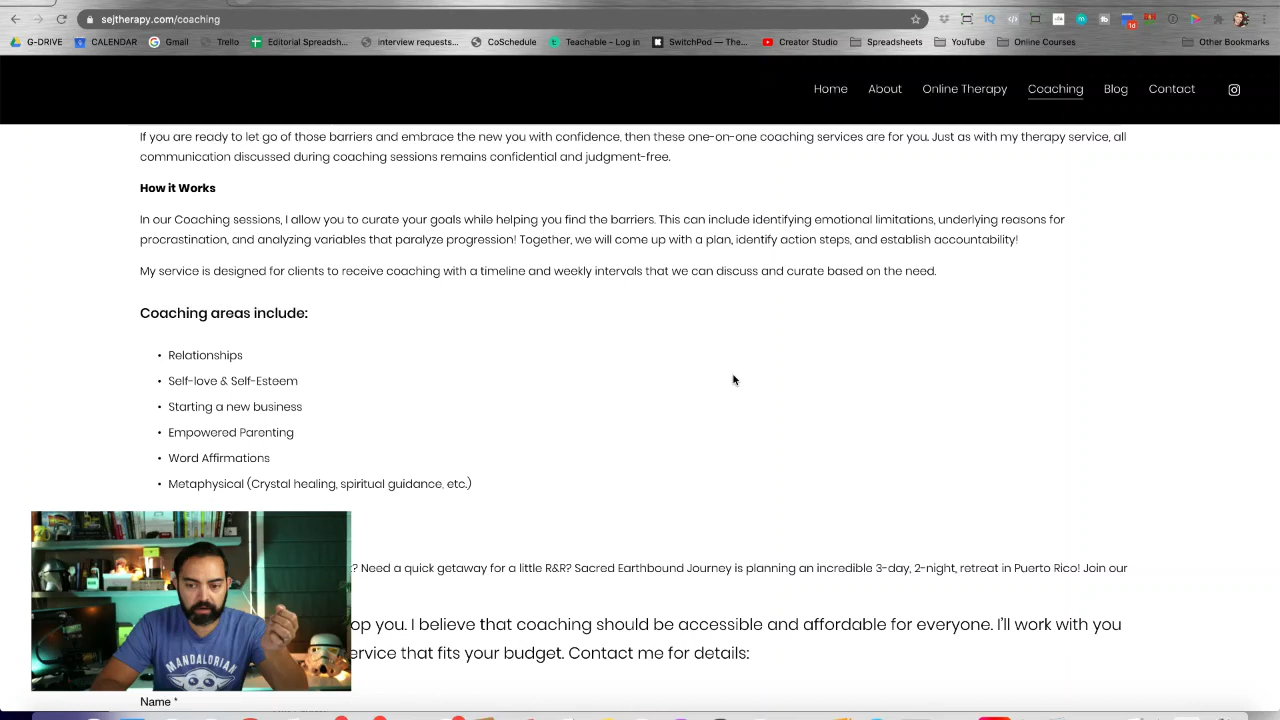 sejtherapy.com/coaching
G-DRIVE CALENDAR Gmail Trello Editorial Spreadsh... interview requests... CoSchedule Teachable - Log in SwitchPod — The... Creator Studio Spreadsheets YouTube Online Courses Other Bookmarks
1d
Home About Online Therapy Coaching Blog Contact
If you are ready to let go of those barriers and embrace the new you with confidence, then these one-on-one coaching services are for you. Just as with my therapy service, all
communication discussed during coaching sessions remains confidential and judgment-free.
How it Works
In our Coaching sessions, I allow you to curate your goals while helping you find the barriers. This can include identifying emotional limitations, underlying reasons for
procrastination, and analyzing variables that paralyze progression! Together, we will come up with a plan, identify action steps, and establish accountability!
My service is designed for clients to receive coaching with a timeline and weekly intervals that we can discuss and curate based on the need.
Coaching areas include:
• Relationships
• Self-love & Self-Esteem
• Starting a new business
• Empowered Parenting
• Word Affirmations
• Metaphysical (Crystal healing, spiritual guidance, etc.)
? Need a quick getaway for a little R&R? Sacred Earthbound Journey is planning an incredible 3-day, 2-night, retreat in Puerto Rico! Join our
op you. I believe that coaching should be accessible and affordable for everyone. I'll work with you
ervice that fits your budget. Contact me for details:
MANDALORIAN
Name *